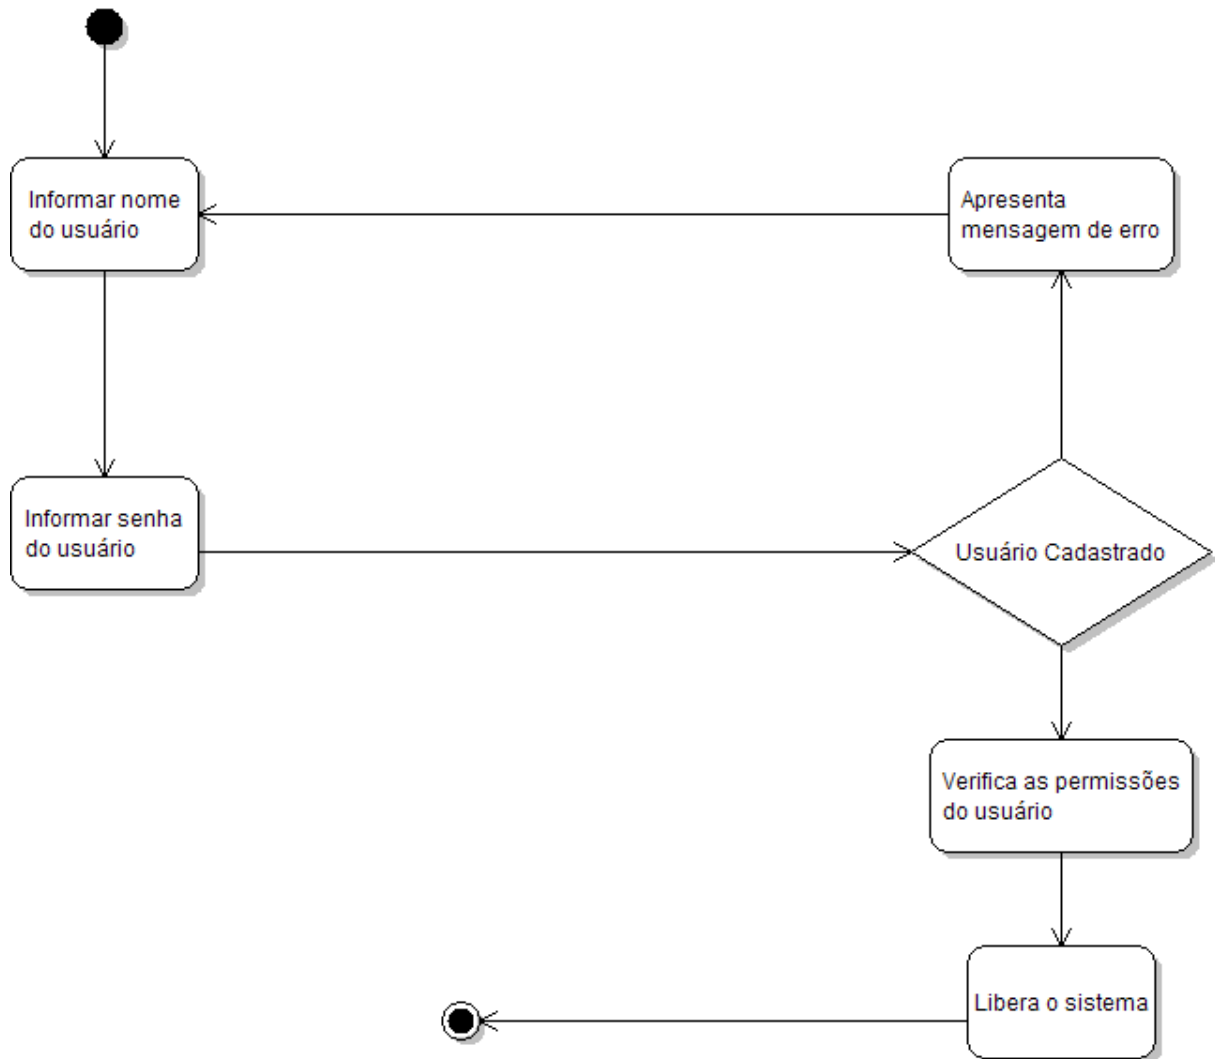 Informar nome
do usuário
Apresenta
mensagem de erro
Informar senha
do usuário
Usuário Cadastrado
Verifica as permissões
do usuário
Libera o sistema